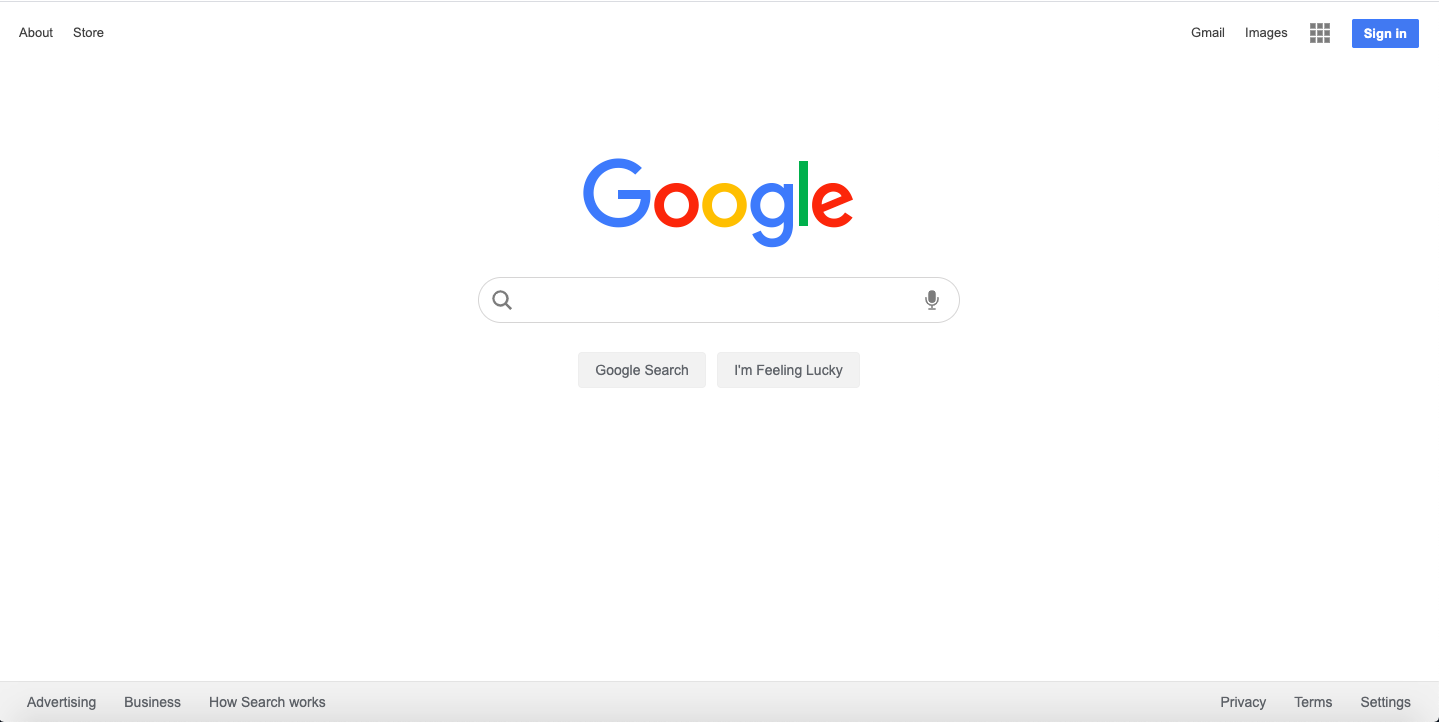 About Store Gmail Images Sign in
Google
Google Search I'm Feeling Lucky
Advertising Business How Search works Privacy Terms Settings